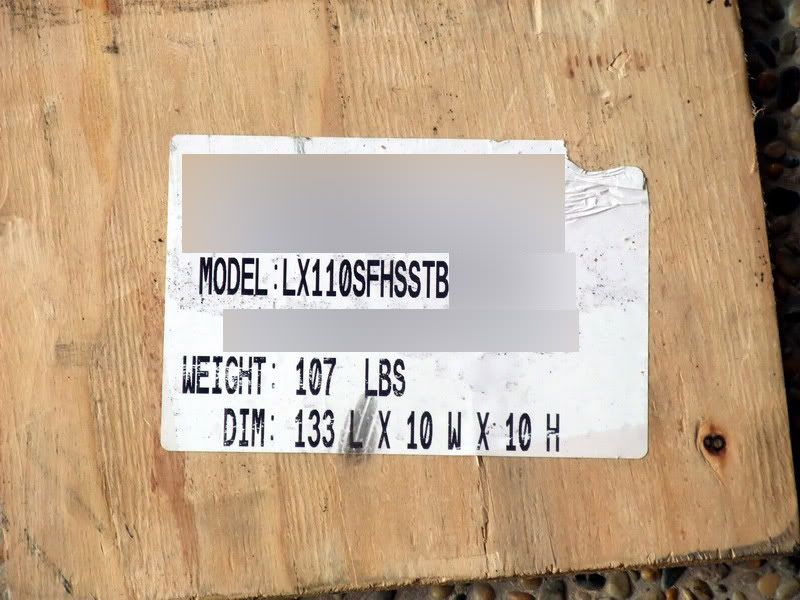 MODEL:LX110SFHSSTB
WEIGHT: 107 LBS
DIM: 133 L X 10 W X 10 H